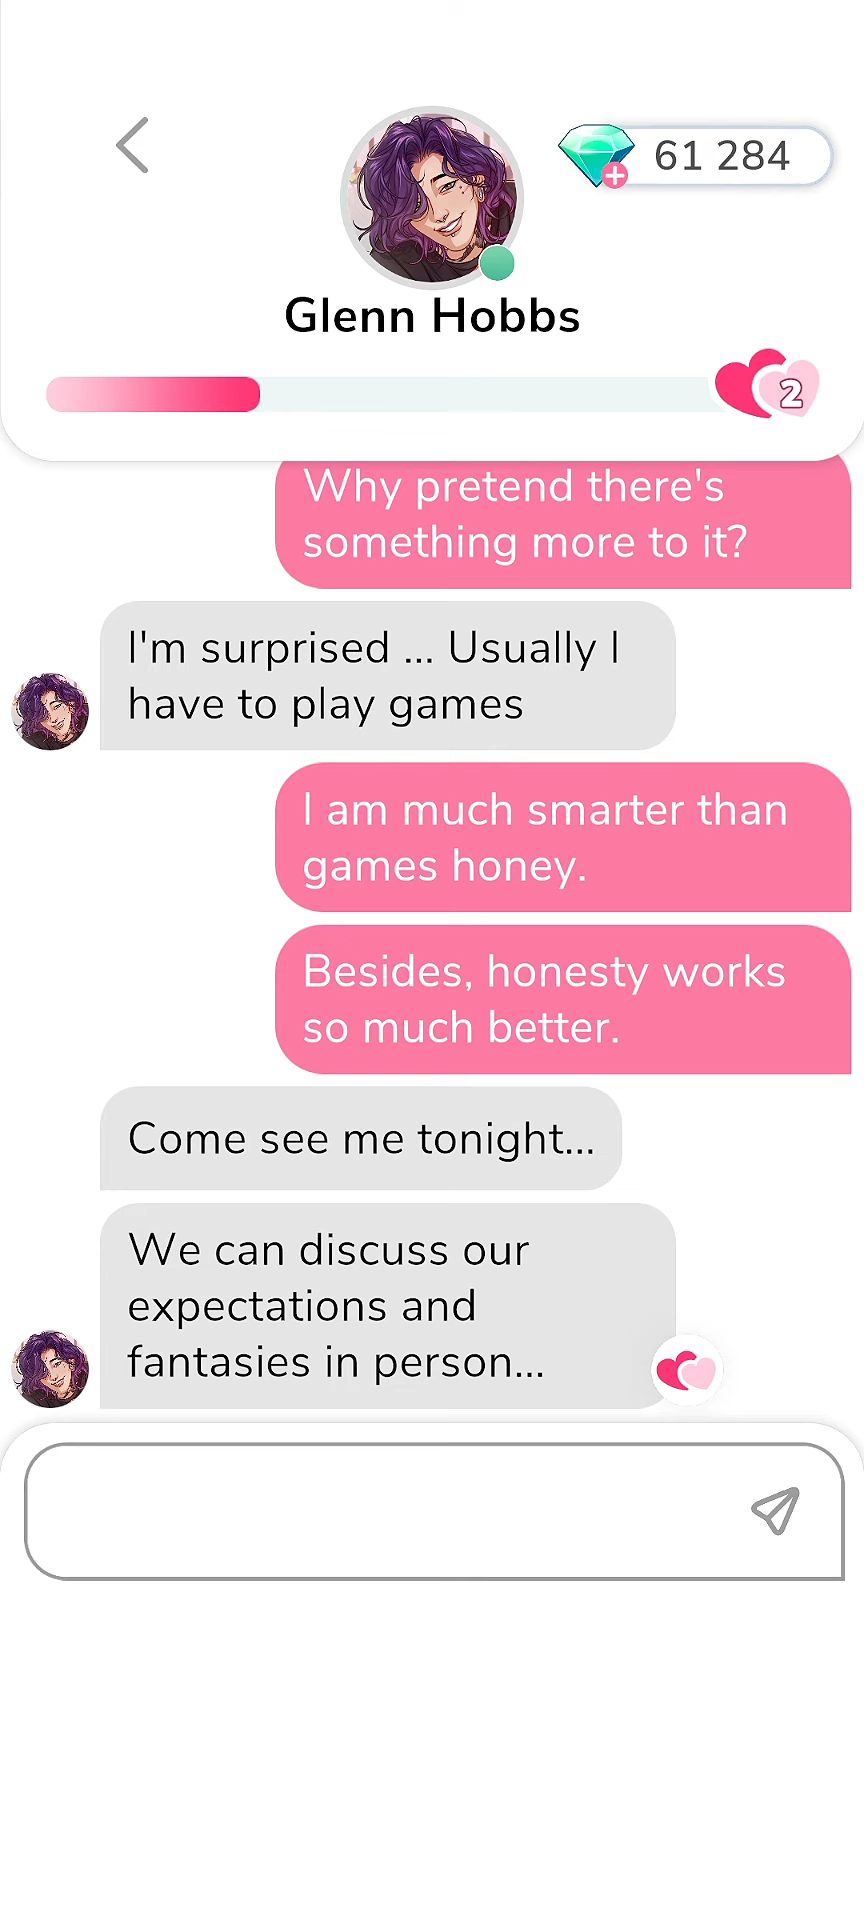 61 284
Glenn Hobbs
2
Why pretend there's
something more to it?
I'm surprised ... Usually I
have to play games
I am much smarter than
games honey.
Besides, honesty works
so much better.
Come see me tonight...
We can discuss our
expectations and
fantasies in person...